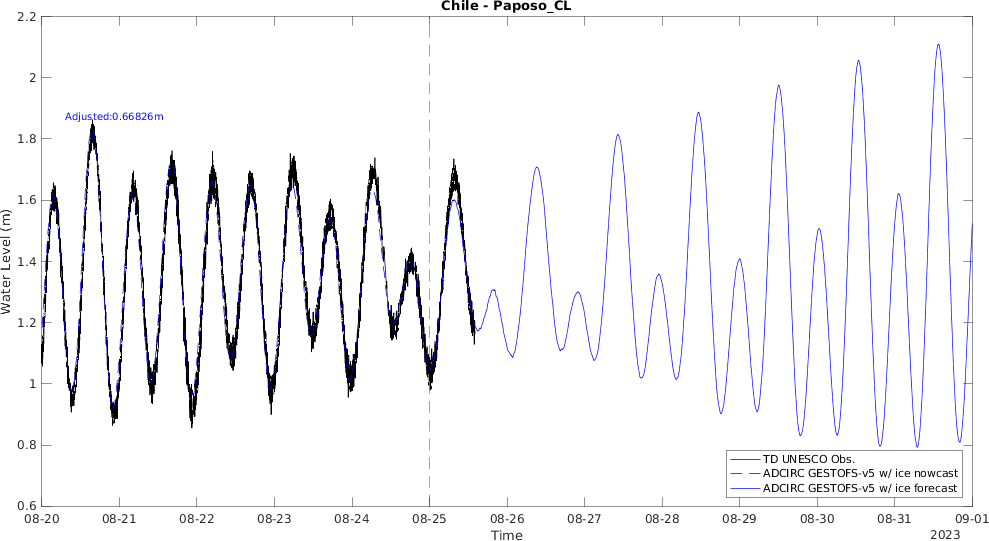 Chile - Paposo_CL
Adjusted:0.66826m
Water Level (m)
2.2
2
1.8
1.6
1.4
1.2
1
0.8
0.6
TD UNESCO Obs.
ADCIRC GESTOFS-v5 w/ ice nowcast
ADCIRC GESTOFS-v5 w/ ice forecast
08-20 08-21 08-22 08-23 08-24 08-25 08-26 08-27 08-28 08-29 08-30 08-31 09-01
Time
2023